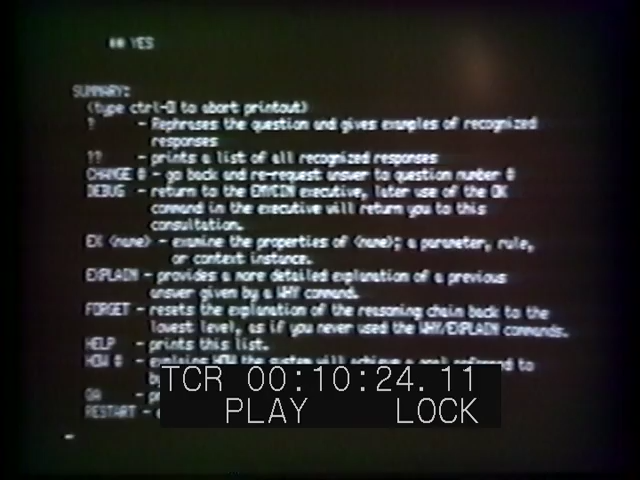 ** YES
SUMMARY:
(type ctrl-O to abort printout)
? - Rephrases the question and gives examples of recognized
responses
?? - prints a list of all recognized responses
CHANGE # - go back and re-request answer to question number #
DEBUG - return to the EMYCIN executive, later use of the OK
command in the executive will return you to this
consultation.
EX <name> - examine the properties of <name>; a parameter, rule,
or context instance.
EXPLAIN - provides a more detailed explanation of a previous
answer given by a WHY command.
FORGET - resets the explanation of the reasoning chain back to the
lowest level, as if you never used the WHY/EXPLAIN commands.
HELP - prints this list.
HOW # - explains HOW the system will achieve a goal referred to
QA -
RESTART -
TCR 00:10:24.11
PLAY LOCK